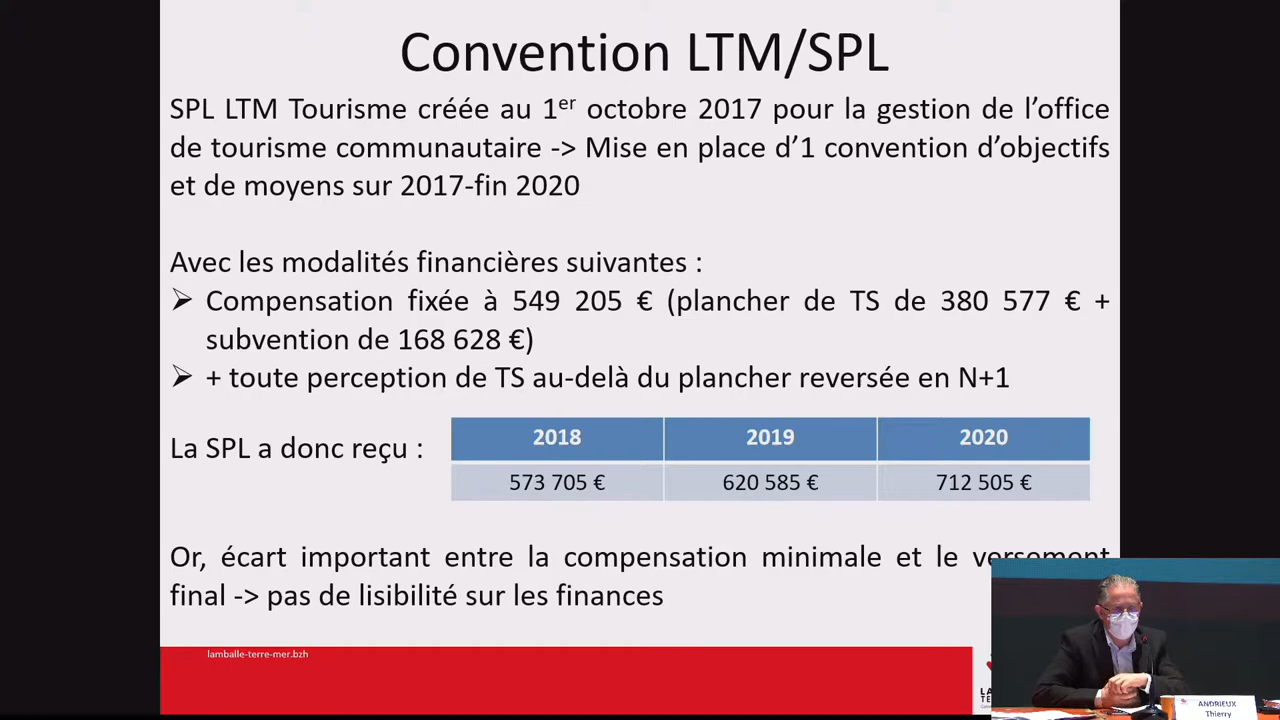 Convention LTM/SPL
SPL LTM Tourisme créée au 1er octobre 2017 pour la gestion de l’office
de tourisme communautaire -> Mise en place d’1 convention d’objectifs
et de moyens sur 2017-fin 2020
Avec les modalités financières suivantes :
➢ Compensation fixée à 549 205 € (plancher de TS de 380 577 € +
subvention de 168 628 €)
➢ + toute perception de TS au-delà du plancher reversée en N+1
La SPL a donc reçu :
2018 2019 2020
573 705 € 620 585 € 712 505 €
Or, écart important entre la compensation minimale et le versement
final -> pas de lisibilité sur les finances
lamballe-terre-mer.bzh
ANDRIEUX
Thierry